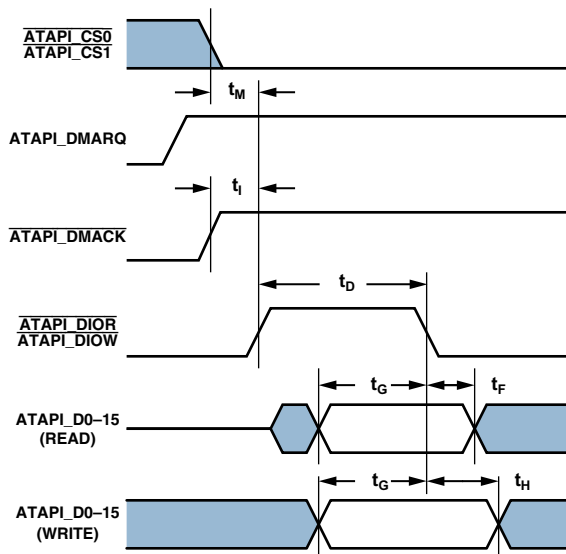 ATAPI_CS0
ATAPI_CS1
tM
ATAPI_DMARQ
tI
ATAPI_DMACK
tD
ATAPI_DIOR
ATAPI_DIOW
tG tF
ATAPI_D0–15
(READ)
tG tH
ATAPI_D0–15
(WRITE)